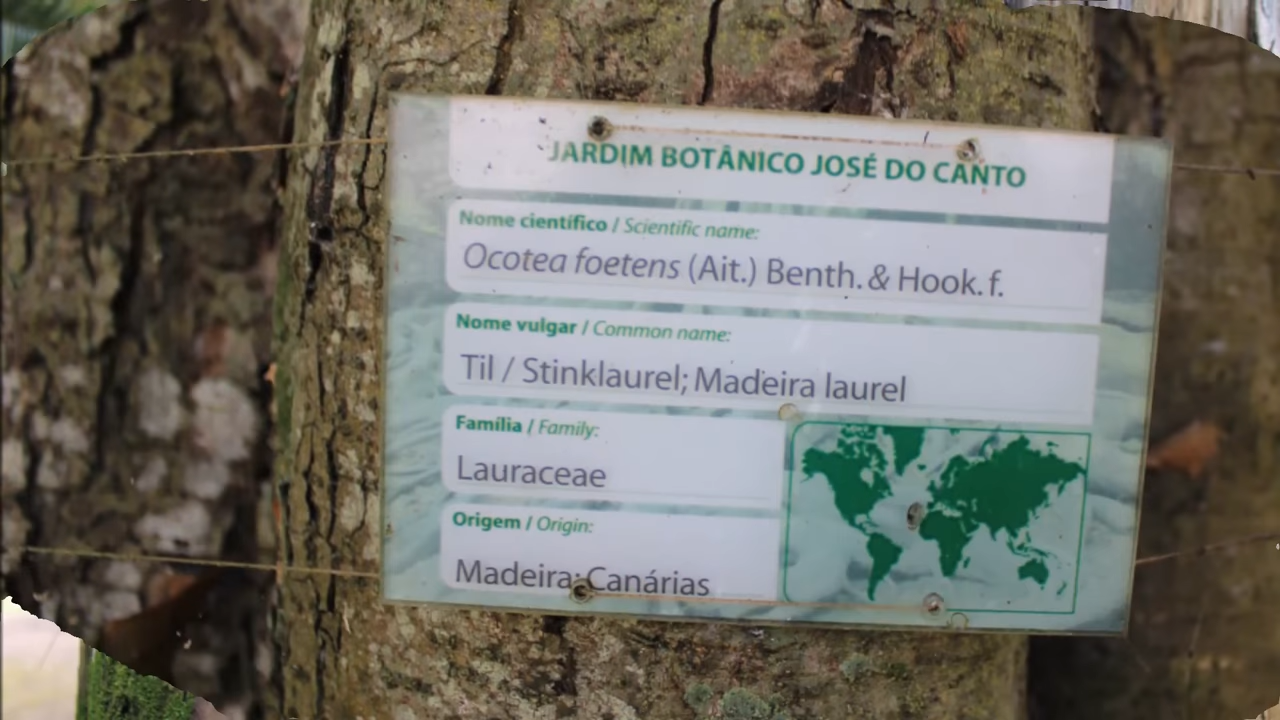 JARDIM BOTÂNICO JOSÉ DO CANTO
Nome científico / Scientific name:
Ocotea foetens (Ait.) Benth. & Hook. f.
Nome vulgar / Common name:
Til / Stinklaurel; Madeira laurel
Família / Family:
Lauraceae
Origem / Origin:
Madeira; Canárias